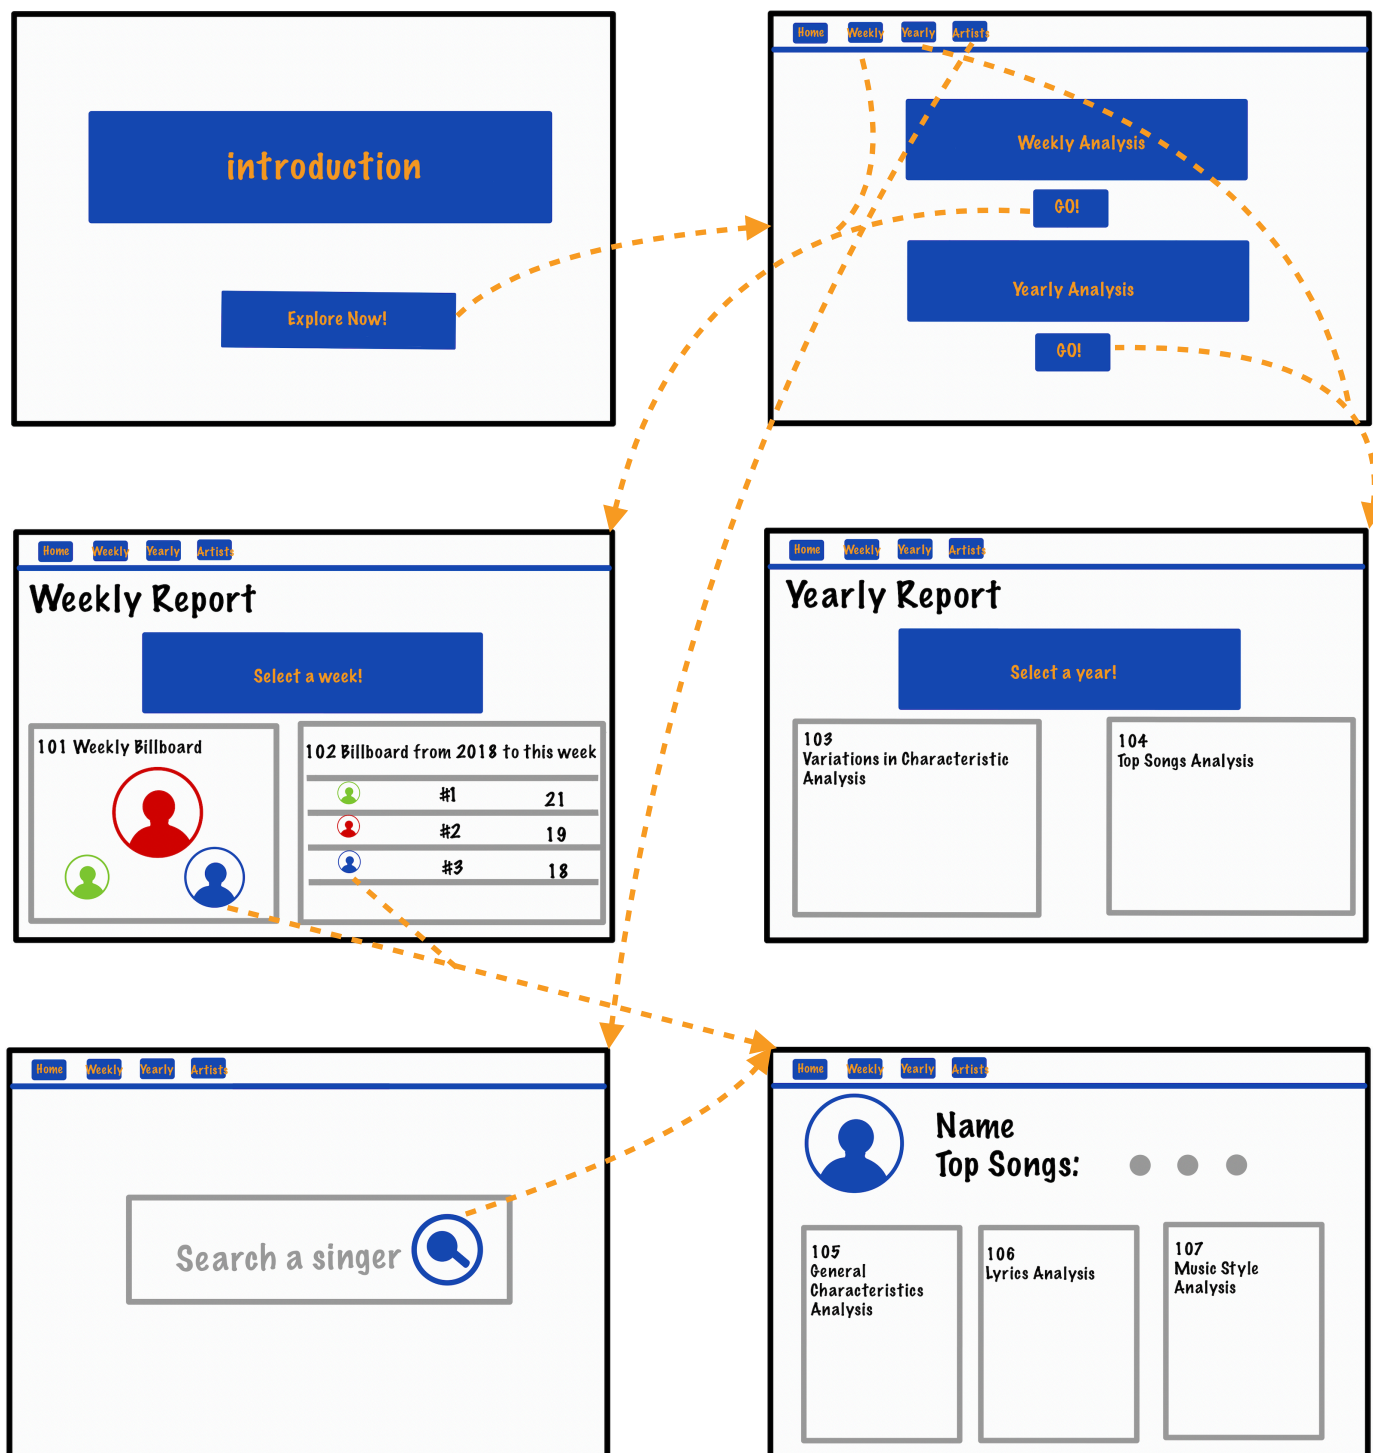 introduction
Explore Now!
Home Weekly Yearly Artists
Weekly Analysis
GO!
Yearly Analysis
GO!
Home Weekly Yearly Artists
Weekly Report
Select a week!
101 Weekly Billboard
102 Billboard from 2018 to this week
#1 21
#2 19
#3 18
Home Weekly Yearly Artists
Yearly Report
Select a year!
103
Variations in Characteristic
Analysis
104
Top Songs Analysis
Home Weekly Yearly Artists
Search a singer
Home Weekly Yearly Artists
Name
Top Songs:
105
General
Characteristics
Analysis
106
Lyrics Analysis
107
Music Style
Analysis